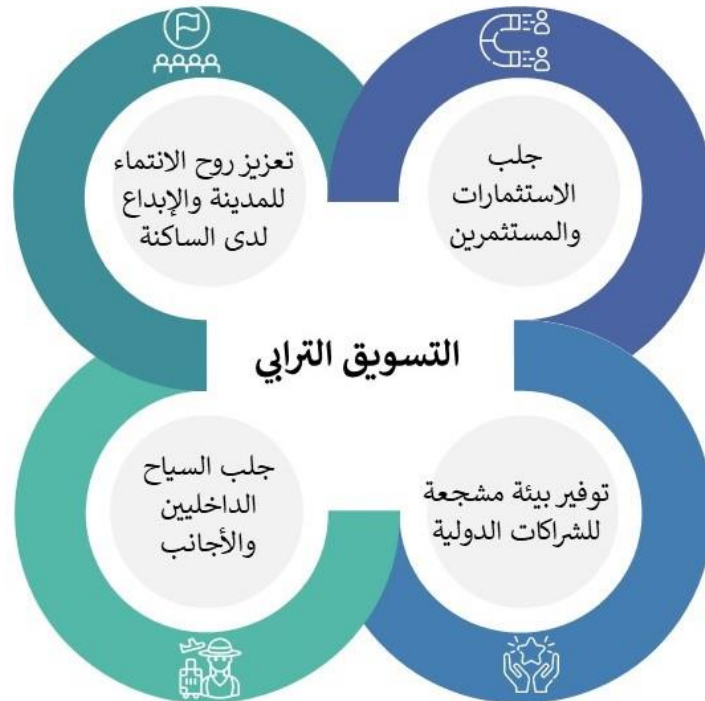 جلب
الاستثمارات
والمستثمرين
تعزيز روح الانتماء
للمدينة والإبداع
لدى الساكنة
التسويق الترابي
توفير بيئة مشجعة
للشراكات الدولية
جلب السياح
الداخليين
والأجانب